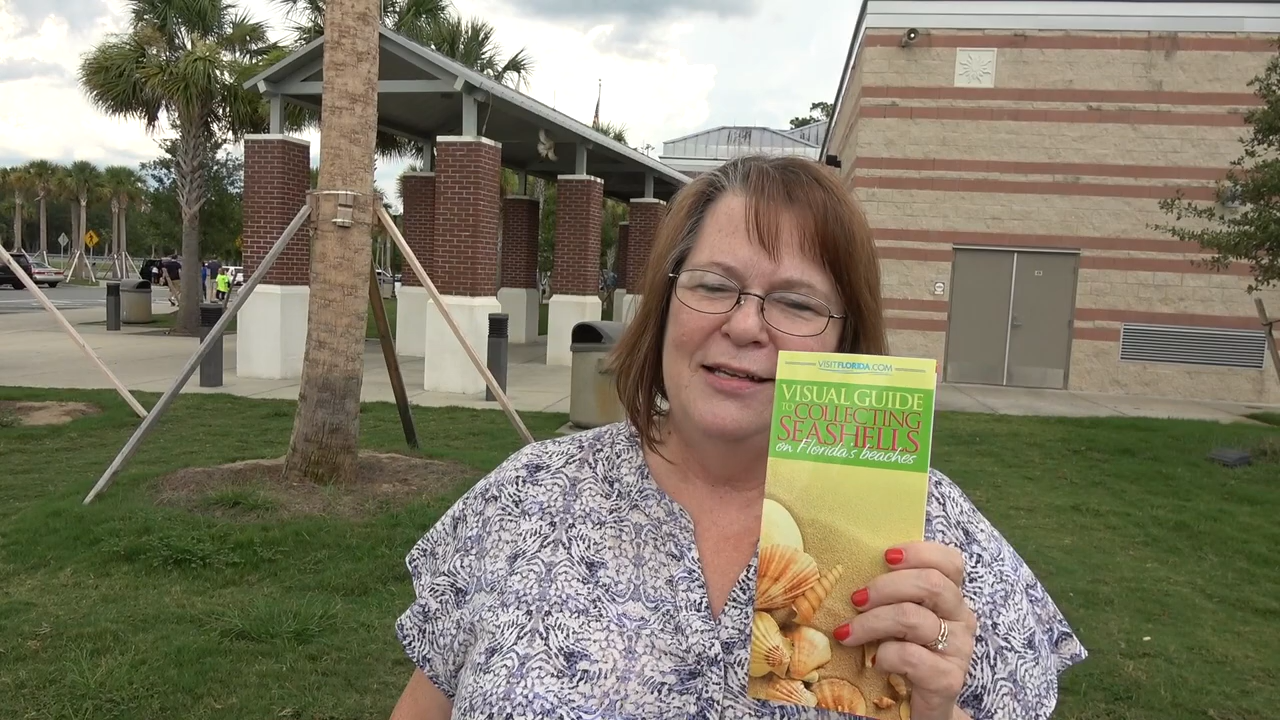 VISITFLORIDA.COM
VISUAL GUIDE
TO COLLECTING
SEASHELLS
on Florida's beaches